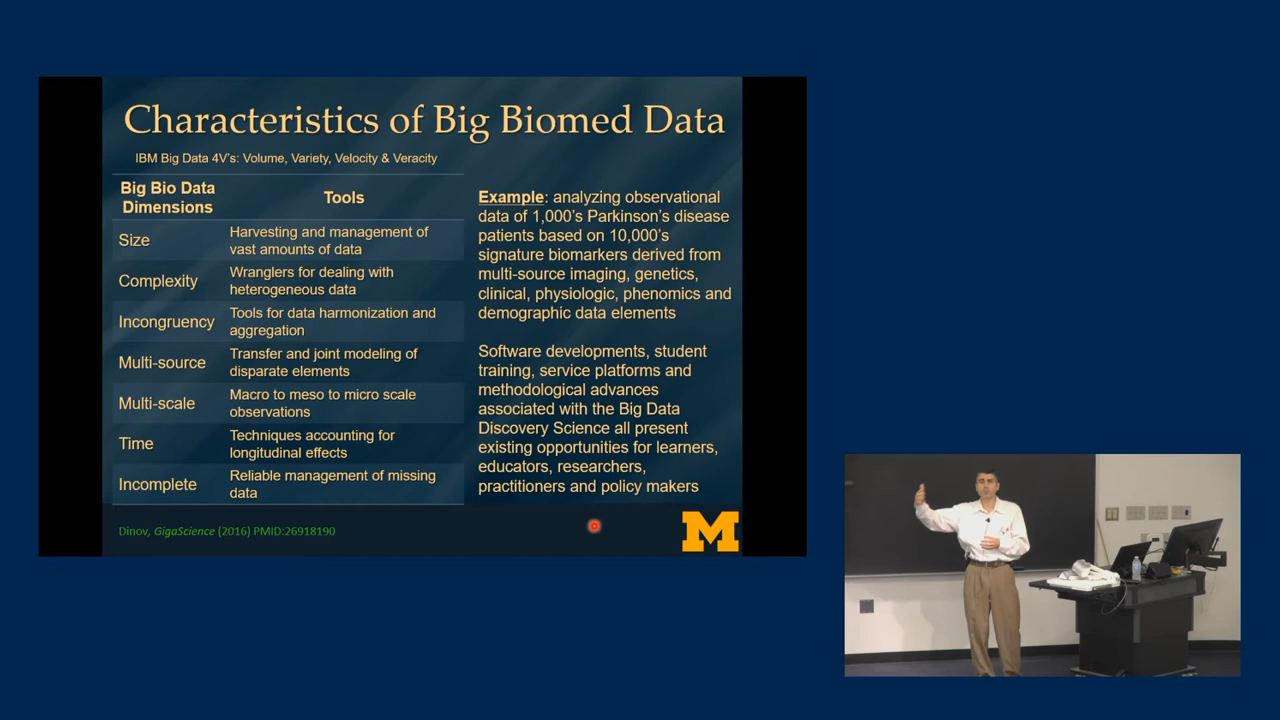 Characteristics of Big Biomed Data
IBM Big Data 4V's: Volume, Variety, Velocity & Veracity
Big Bio Data
Dimensions
Tools
Size
Harvesting and management of
vast amounts of data
Complexity
Wranglers for dealing with
heterogeneous data
Incongruency
Tools for data harmonization and
aggregation
Multi-source
Transfer and joint modeling of
disparate elements
Multi-scale
Macro to meso to micro scale
observations
Time
Techniques accounting for
longitudinal effects
Incomplete
Reliable management of missing
data
Example: analyzing observational
data of 1,000's Parkinson's disease
patients based on 10,000's
signature biomarkers derived from
multi-source imaging, genetics,
clinical, physiologic, phenomics and
demographic data elements
Software developments, student
training, service platforms and
methodological advances
associated with the Big Data
Discovery Science all present
existing opportunities for learners,
educators, researchers,
practitioners and policy makers
Dinov, GigaScience (2016) PMID:26918190
M